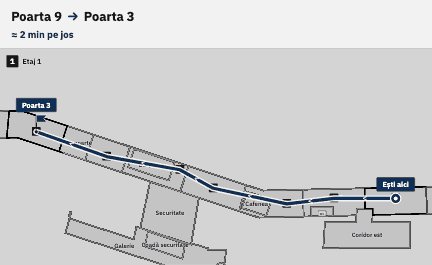 Poarta 9 → Poarta 3
≈ 2 min pe jos
1 Etaj 1
Poarta 3
Ești aici
Cafenea
Securitate
Coridor est
Galerie
Coadă securitate